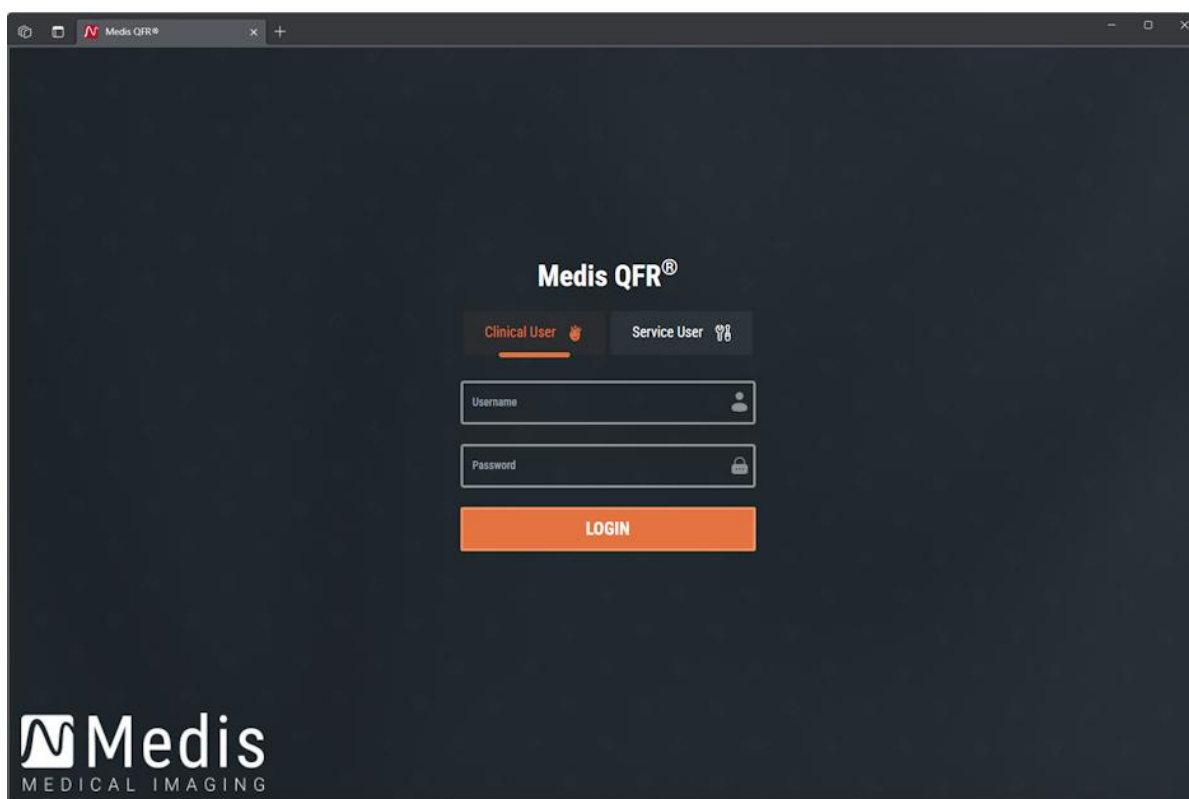 Medis QFR®
Medis QFR®
Clinical User
Service User
Username
Password
LOGIN
Medis
MEDICAL IMAGING